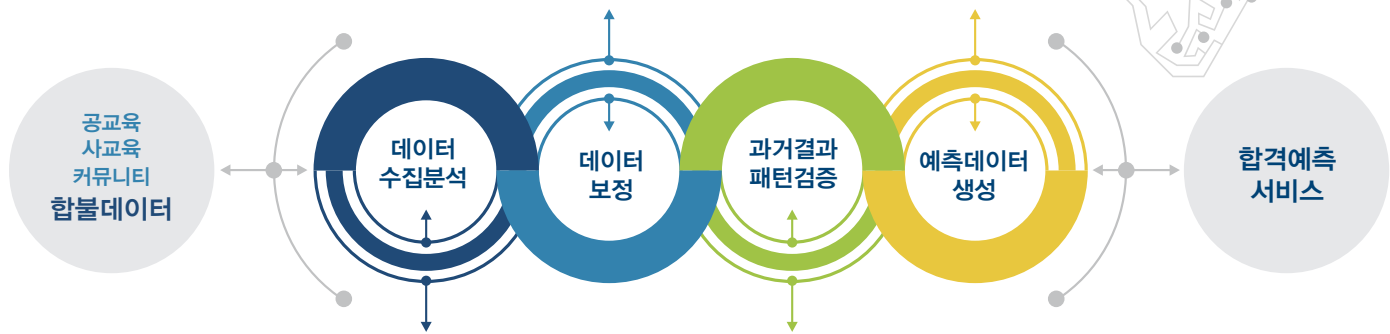 공교육
사교육
커뮤니티
합불데이터
데이터
수집분석
데이터
보정
과거결과
패턴검증
예측데이터
생성
합격예측
서비스